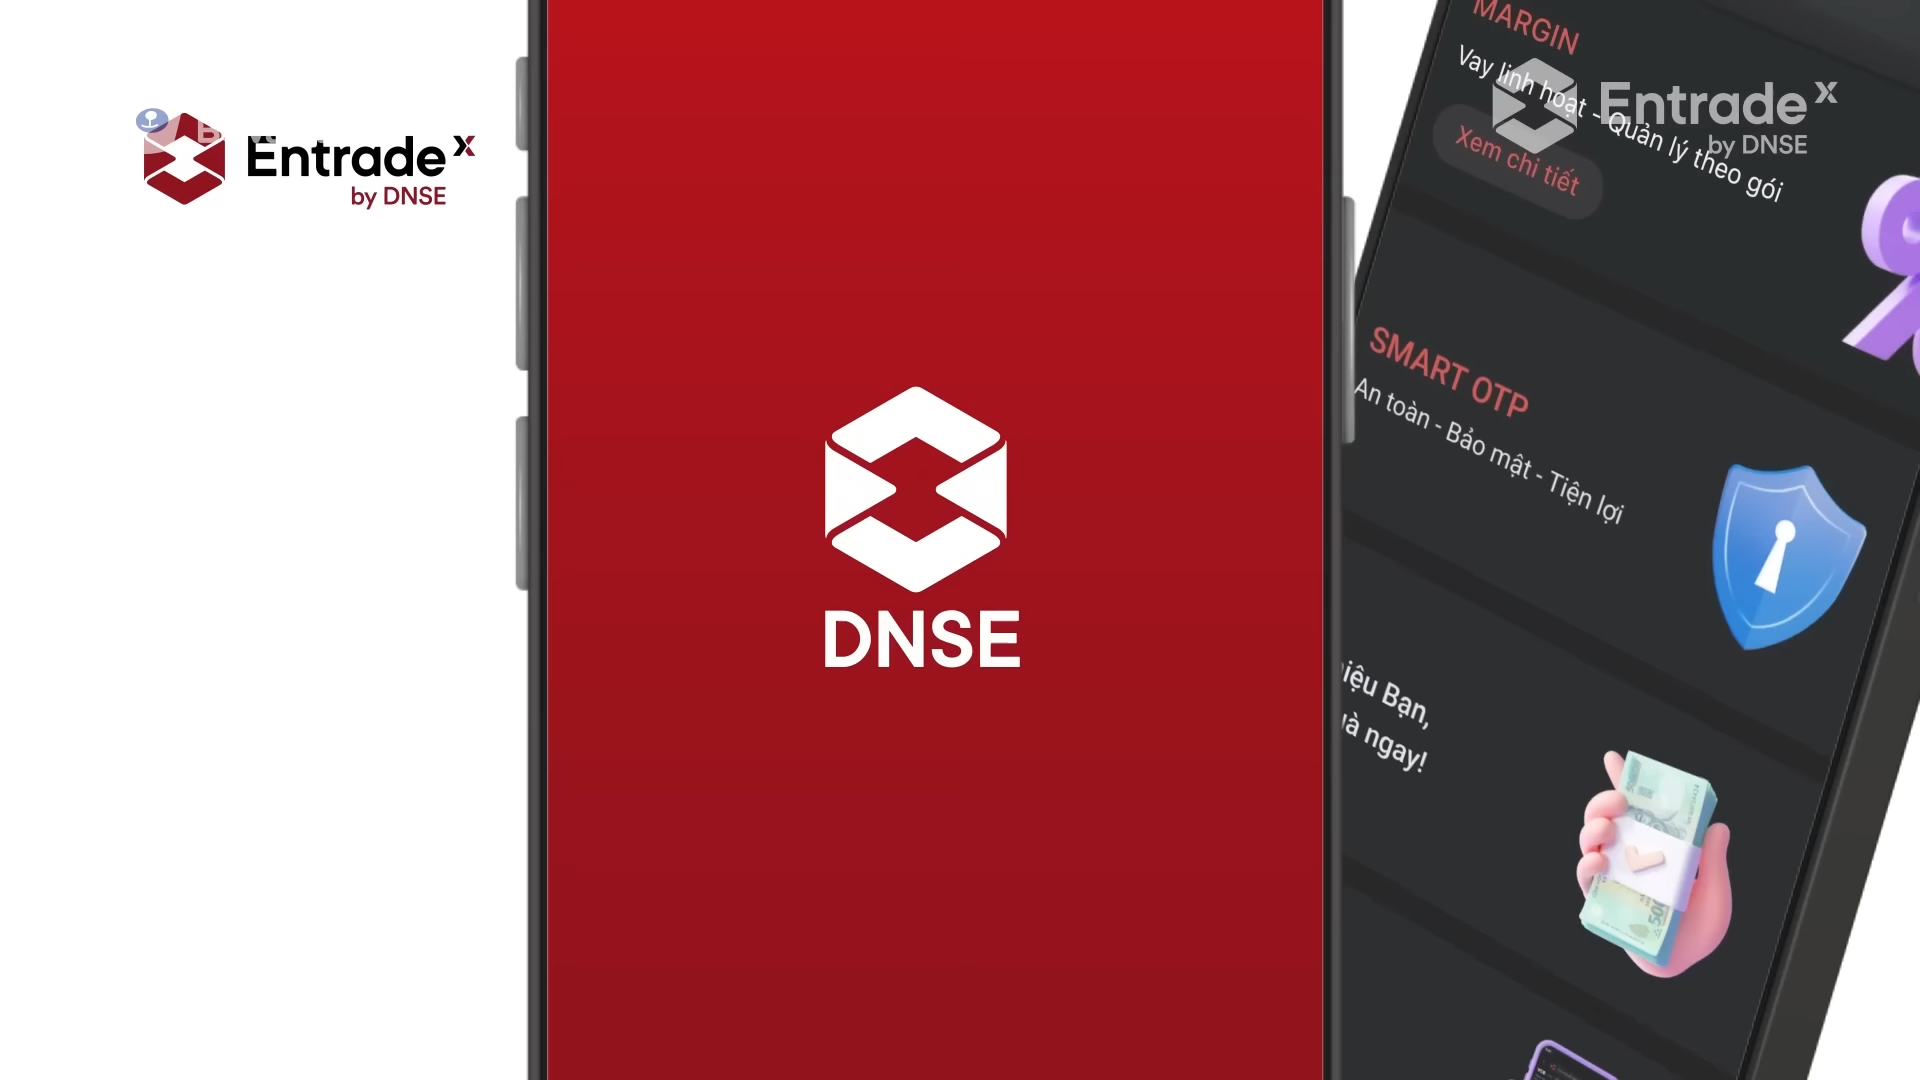 Entrade X
by DNSE
DNSE
MARGIN
Vay linh hoạt - Quản lý theo gói
Xem chi tiết
Entrade X
by DNSE
SMART OTP
An toàn - Bảo mật - Tiện lợi
Bạn,
ngay!